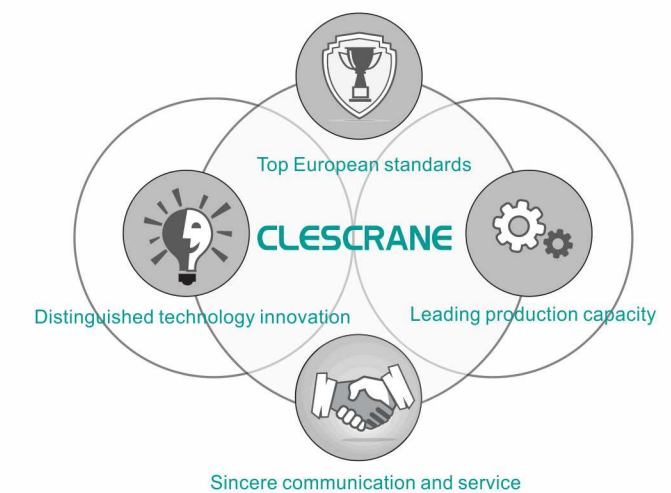 Top European standards
CLESCRANE
Distinguished technology innovation
Leading production capacity
Sincere communication and service